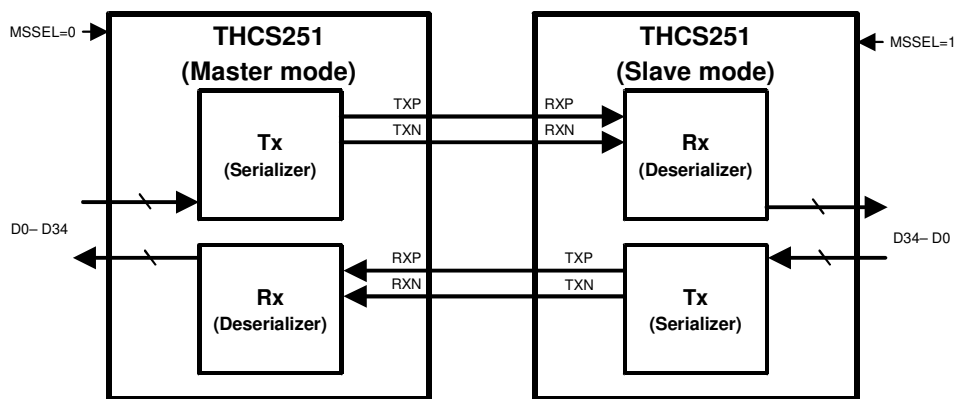 MSSEL=0
THCS251
(Master mode)
THCS251
(Slave mode)
MSSEL=1
TXP
RXP
TXN
RXN
Tx
(Serializer)
Rx
(Deserializer)
D0– D34
D34– D0
RXP
TXP
RXN
TXN
Rx
(Deserializer)
Tx
(Serializer)